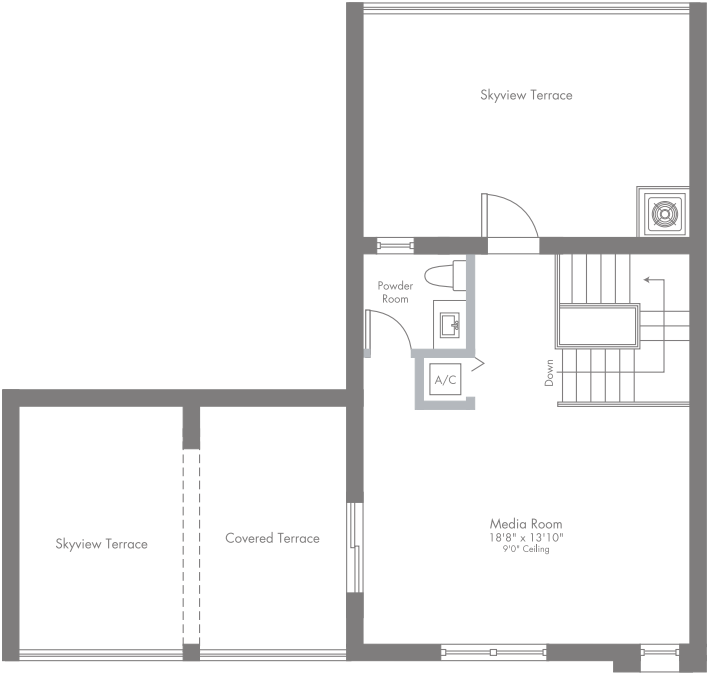 Skyview Terrace
Powder
Room
A/C
Down
Media Room
18'8" x 13'10"
9'0" Ceiling
Skyview Terrace
Covered Terrace